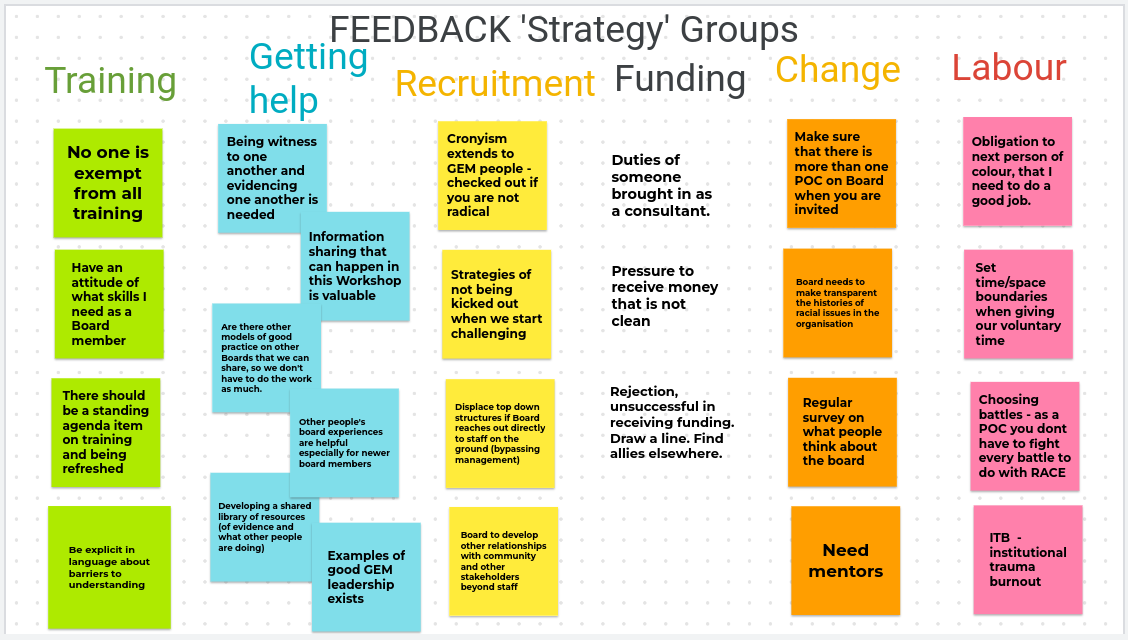 FEEDBACK 'Strategy' Groups
Training
No one is
exempt
from all
training
Have an
attitude of
what skills I
need as a
Board
member
There should
be a standing
agenda item
on training
and being
refreshed
Be explicit in
language about
barriers to
understanding
Getting
help
Being witness
to one
another and
evidencing
one another is
needed
Information
sharing that
can happen in
this Workshop
is valuable
Are there other
models of good
practice on other
Boards that we can
share, so we don't
have to do the work
as much.
Other people's
board experiences
are helpful
especially for newer
board members
Developing a shared
library of resources
(of evidence and
what other people
are doing)
Examples of
good GEM
leadership
exists
Recruitment
Cronyism
extends to
GEM people -
checked out if
you are not
radical
Strategies of
not being
kicked out
when we start
challenging
Displace top down
structures if Board
reaches out directly
to staff on the
ground (bypassing
management)
Board to develop
other relationships
with community
and other
stakeholders
beyond staff
Funding
Duties of
someone
brought in as
a consultant.
Pressure to
receive money
that is not
clean
Rejection,
unsuccessful in
receiving funding.
Draw a line. Find
allies elsewhere.
Change
Make sure
that there is
more than one
POC on Board
when you are
invited
Board needs to
make transparent
the histories of
racial issues in the
organisation
Regular
survey on
what people
think about
the board
Need
mentors
Labour
Obligation to
next person of
colour, that I
need to do a
good job.
Set
time/space
boundaries
when giving
our voluntary
time
Choosing
battles - as a
POC you dont
have to fight
every battle to
do with RACE
ITB -
institutional
trauma
burnout